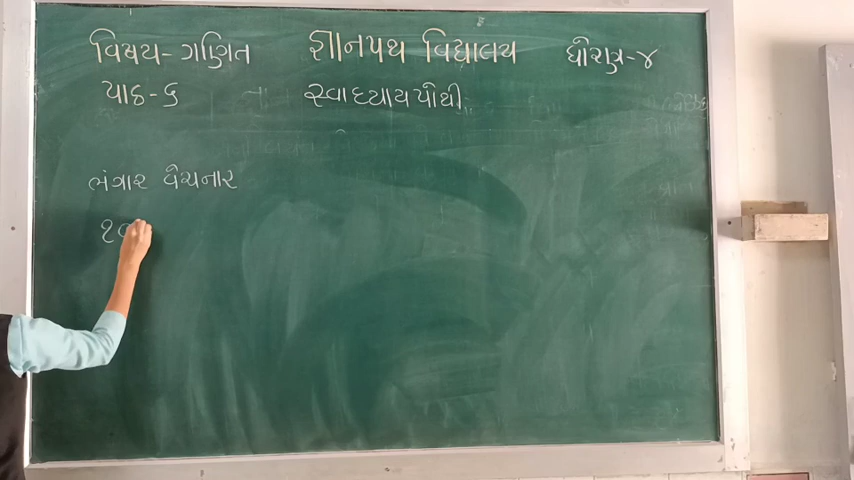 વિષય - ગણિત જ્ઞાનપથ વિદ્યાલય ધોરણ - ૪
પાઠ - ૬ સ્વાધ્યાયપોથી
ભંગાર વેચનાર